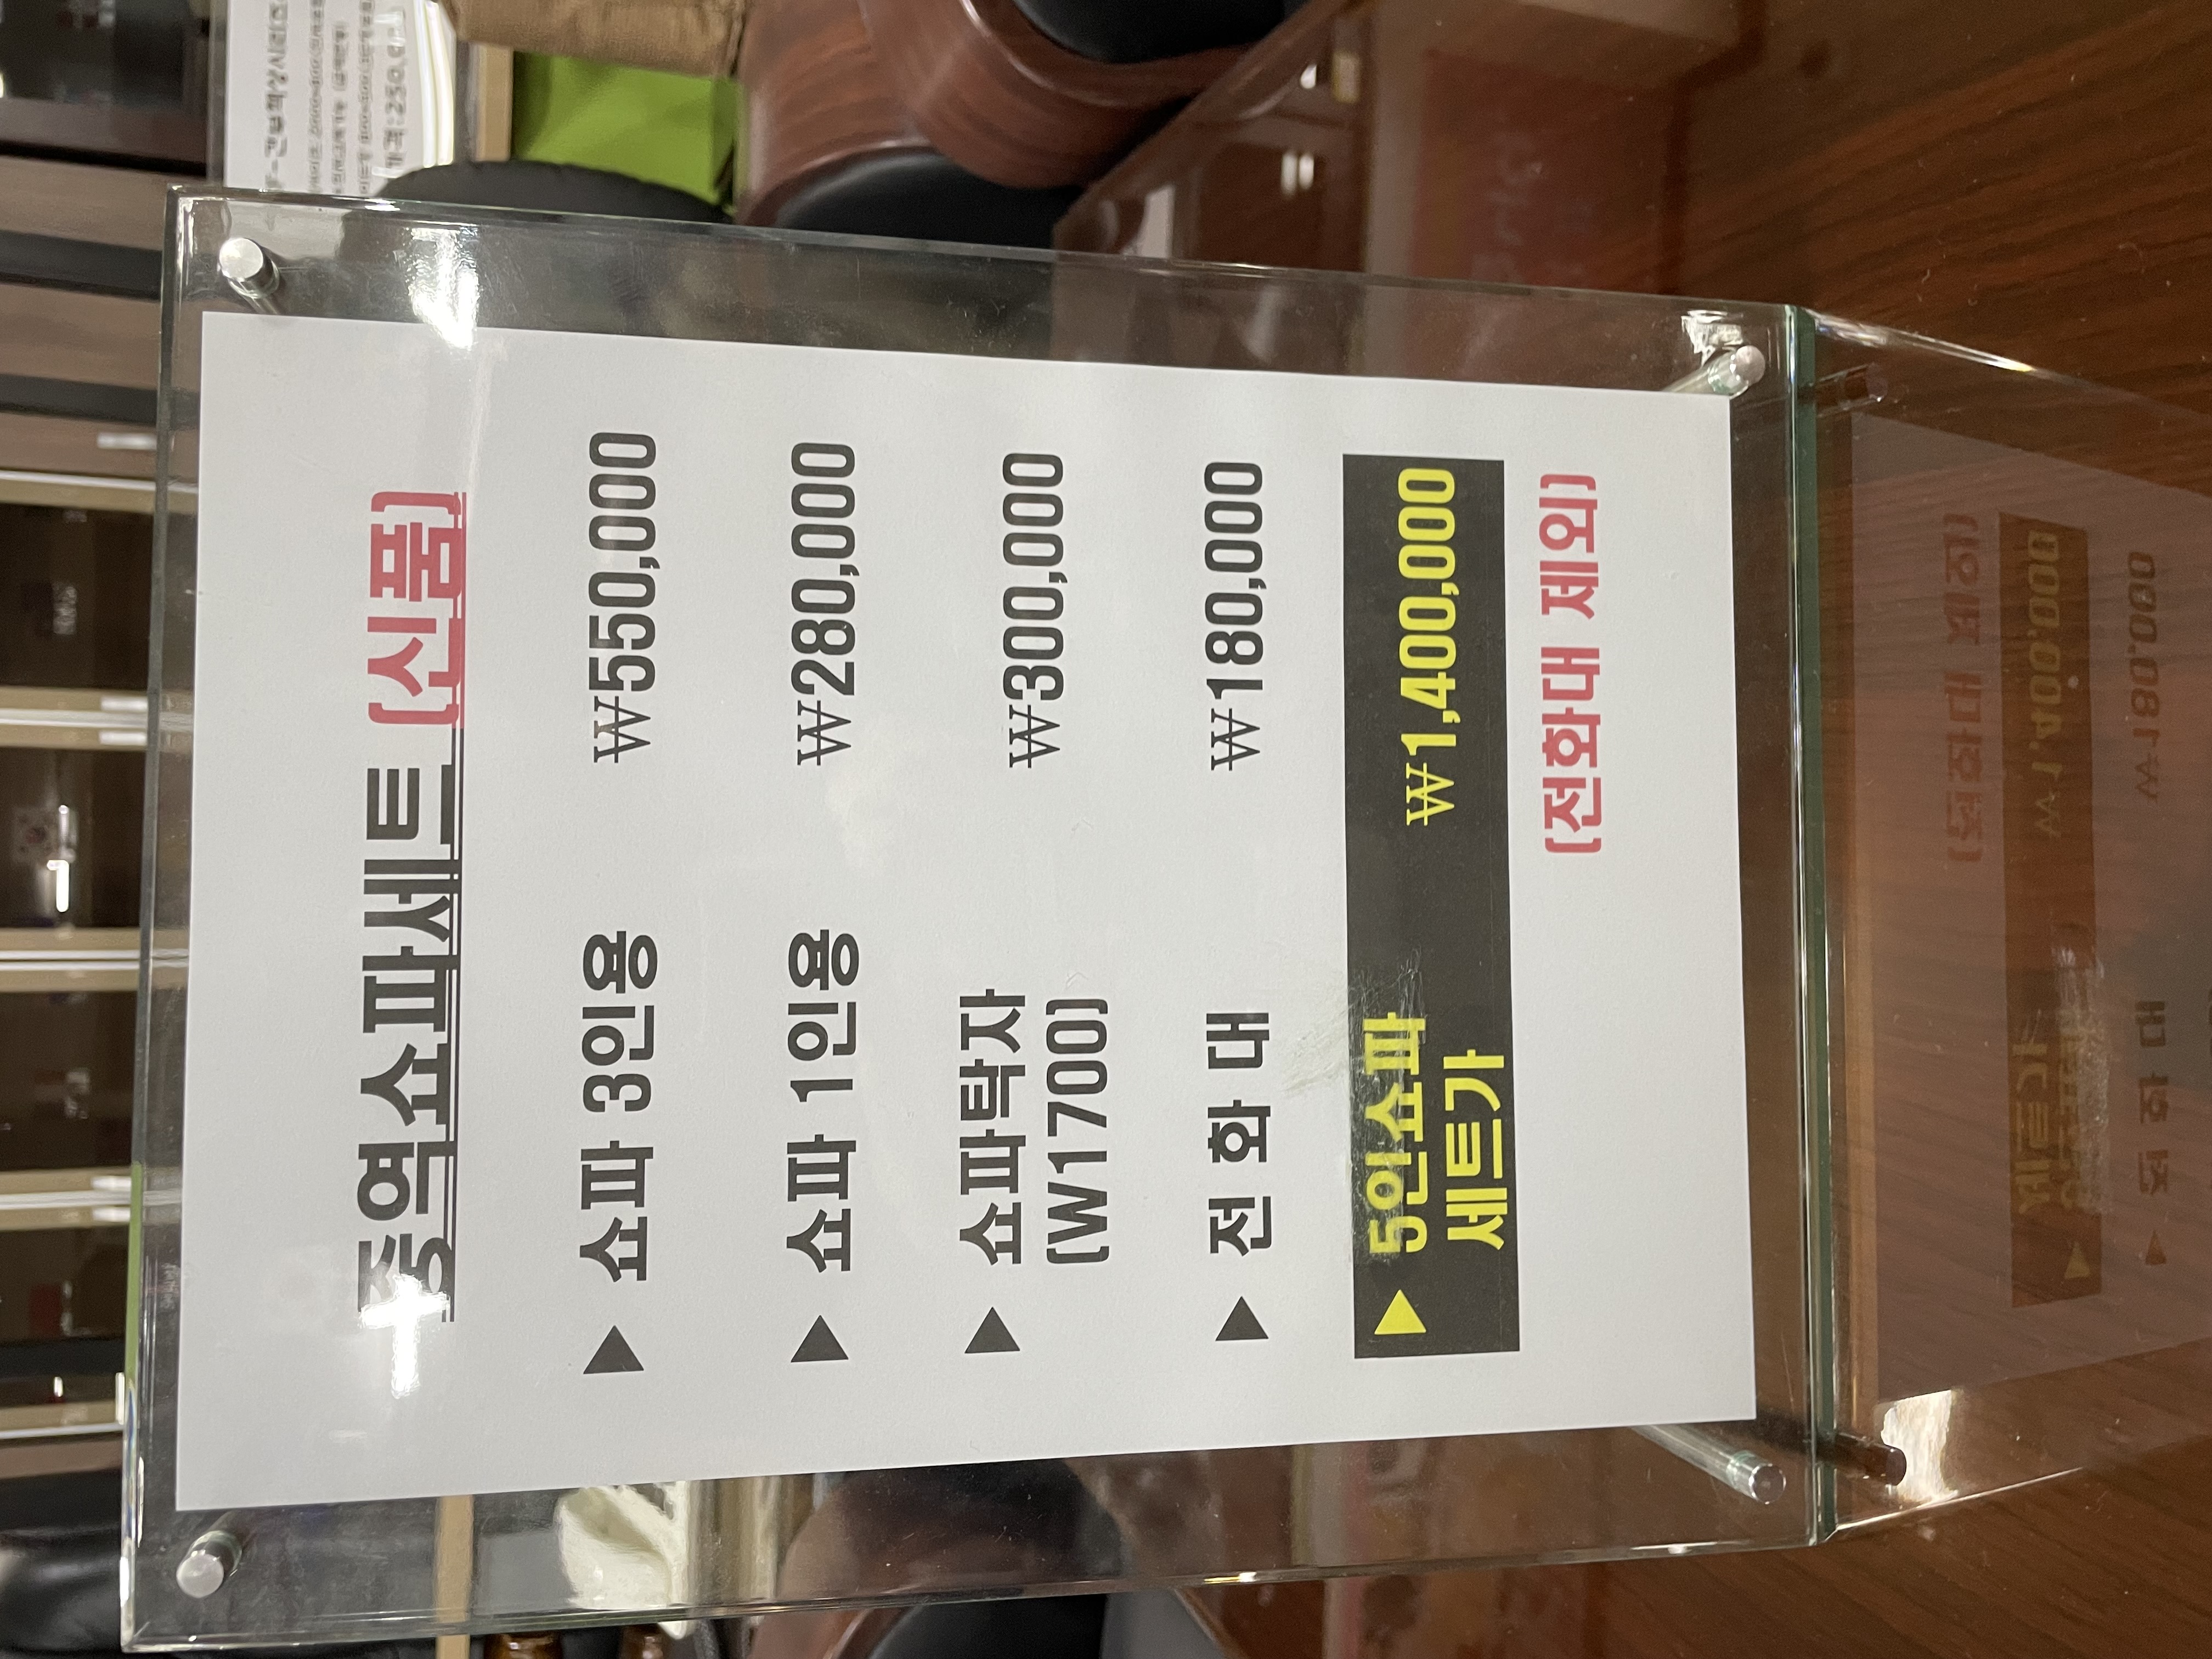 중역쇼파세트 [신품]
▶ 쇼파 3인용 ₩550,000
▶ 쇼파 1인용 ₩280,000
▶ 쇼파탁자 ₩300,000
[W1700]
▶ 전 화 대 ₩180,000
▶ 5인쇼파 ₩1,400,000
세트가
[전화대 제외]